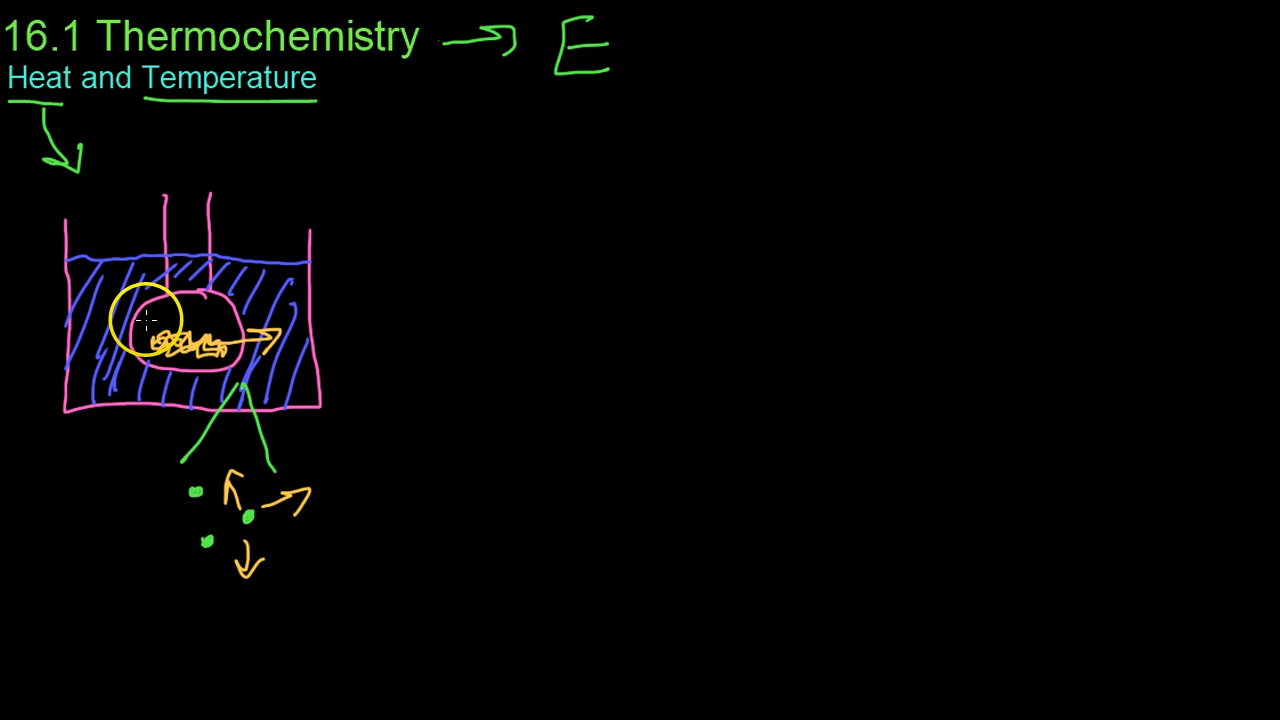 16.1 Thermochemistry → E
Heat and Temperature